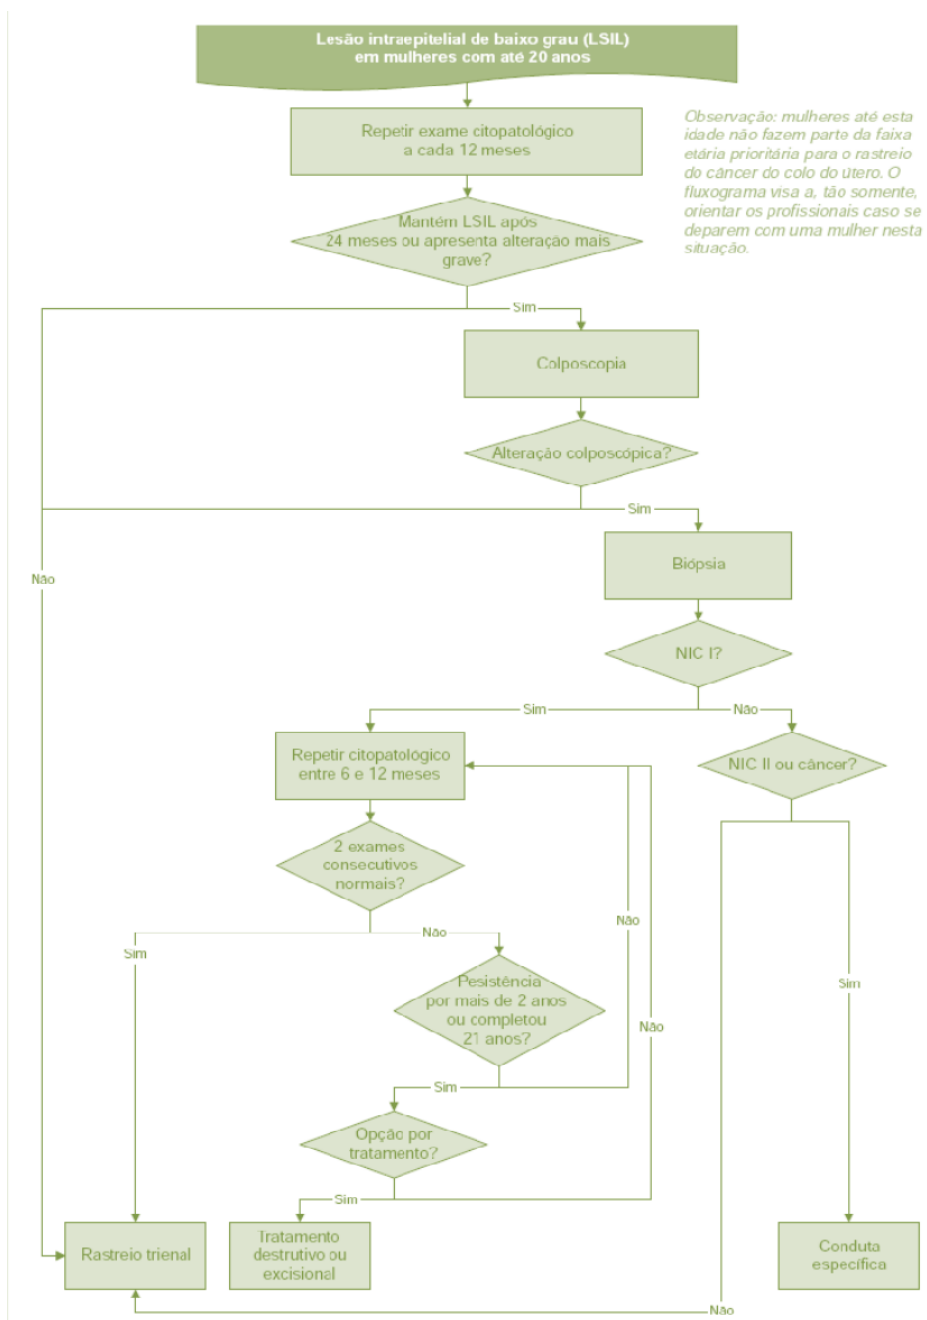 Lesão intraepitelial de baixo grau (LSIL)
em mulheres com até 20 anos
Repetir exame citopatológico
a cada 12 meses
Observação: mulheres até esta
idade não fazem parte da faixa
etária prioritária para o rastreio
do câncer do colo do útero. O
fluxograma visa a, tão somente,
orientar os profissionais caso se
deparem com uma mulher nesta
situação.
Mantém LSIL após
24 meses ou apresenta alteração mais
grave?
Sim
Colposcopia
Alteração colposcópica?
Sim
Não
Biópsia
NIC I?
Sim
Não
Repetir citopatológico
entre 6 e 12 meses
NIC II ou câncer?
2 exames
consecutivos
normais?
Não
Não
Sim
Pesistência
por mais de 2 anos
ou completou
21 anos?
Sim
Não
Sim
Opção por
tratamento?
Sim
Rastreio trienal
Tratamento
destrutivo ou
excisional
Conduta
específica
Não